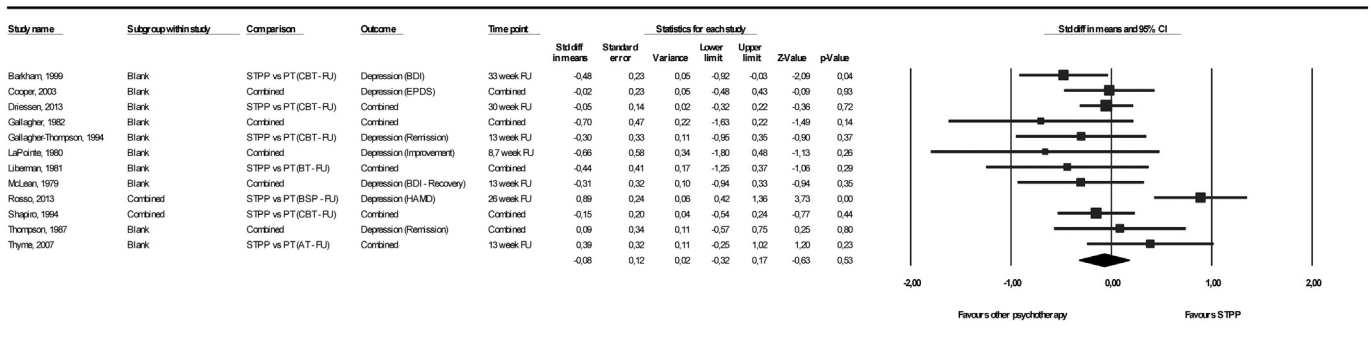 Study name Subgroup within study Comparison Outcome Time point Statistics for each study Std diff in means and 95% CI
Std diff in means Standard error Variance Lower limit Upper limit Z-Value p-Value
Barkham, 1999 Blank STPP vs PT (CBT - FU) Depression (BDI) 33 week FU -0,48 0,23 0,05 -0,92 -0,03 -2,09 0,04
Cooper, 2003 Blank Combined Depression (EPDS) Combined -0,02 0,23 0,05 -0,48 0,43 -0,09 0,93
Driessen, 2013 Blank STPP vs PT (CBT - FU) Combined 30 week FU -0,05 0,14 0,02 -0,32 0,22 -0,36 0,72
Gallagher, 1982 Blank Combined Combined Combined -0,70 0,47 0,22 -1,63 0,22 -1,49 0,14
Gallagher-Thompson, 1994 Blank STPP vs PT (CBT - FU) Depression (Remission) 13 week FU -0,30 0,33 0,11 -0,95 0,35 -0,90 0,37
LaPointe, 1980 Blank Combined Depression (Improvement) 8,7 week FU -0,66 0,58 0,34 -1,80 0,48 -1,13 0,26
Liberman, 1981 Blank STPP vs PT (BT - FU) Combined Combined -0,44 0,41 0,17 -1,25 0,37 -1,06 0,29
McLean, 1979 Blank Combined Depression (BDI - Recovery) 13 week FU -0,31 0,32 0,10 -0,94 0,33 -0,94 0,35
Rosso, 2013 Combined STPP vs PT (BSP - FU) Depression (HAMD) 26 week FU 0,89 0,24 0,06 0,42 1,36 3,73 0,00
Shapiro, 1994 Combined STPP vs PT (CBT - FU) Combined Combined -0,15 0,20 0,04 -0,54 0,24 -0,77 0,44
Thompson, 1987 Blank Combined Depression (Remission) Combined 0,09 0,34 0,11 -0,57 0,75 0,25 0,80
Thyme, 2007 Blank STPP vs PT (AT - FU) Combined 13 week FU 0,39 0,32 0,11 -0,25 1,02 1,20 0,23
-0,08 0,12 0,02 -0,32 0,17 -0,63 0,53
-2,00 -1,00 0,00 1,00 2,00
Favours other psychotherapy Favours STPP